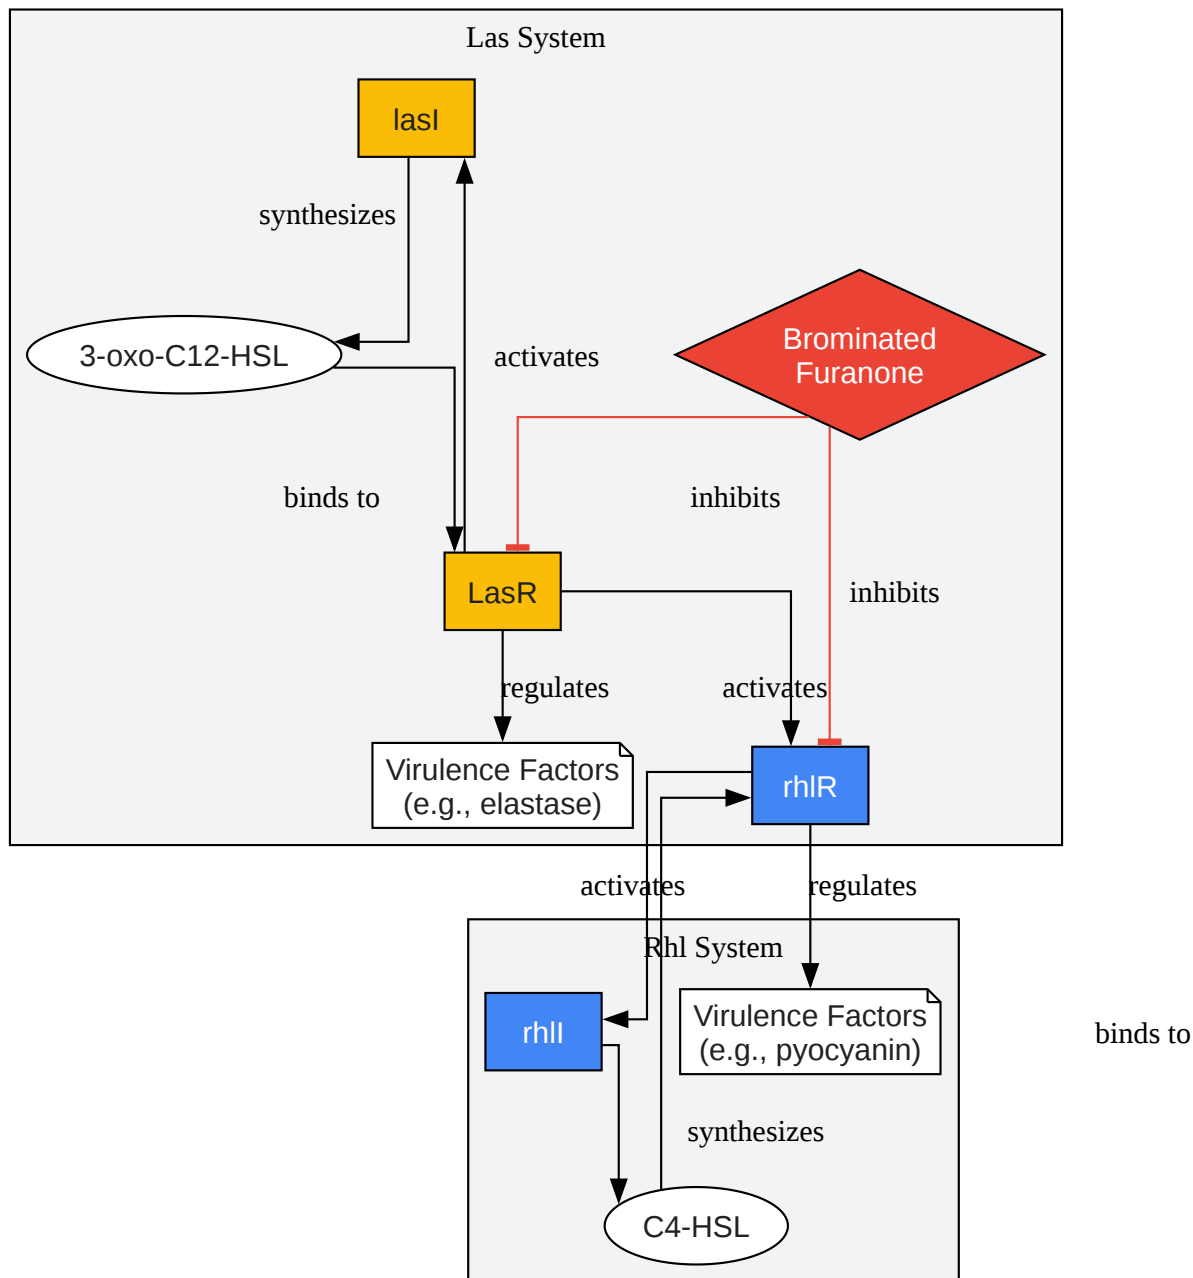 Las System
lasI
synthesizes
3-oxo-C12-HSL
activates
Brominated
Furanone
binds to
inhibits
LasR
inhibits
regulates
activates
Virulence Factors
(e.g., elastase)
rhlR
activates
regulates
Rhl System
rhlI
Virulence Factors
(e.g., pyocyanin)
binds to
synthesizes
C4-HSL